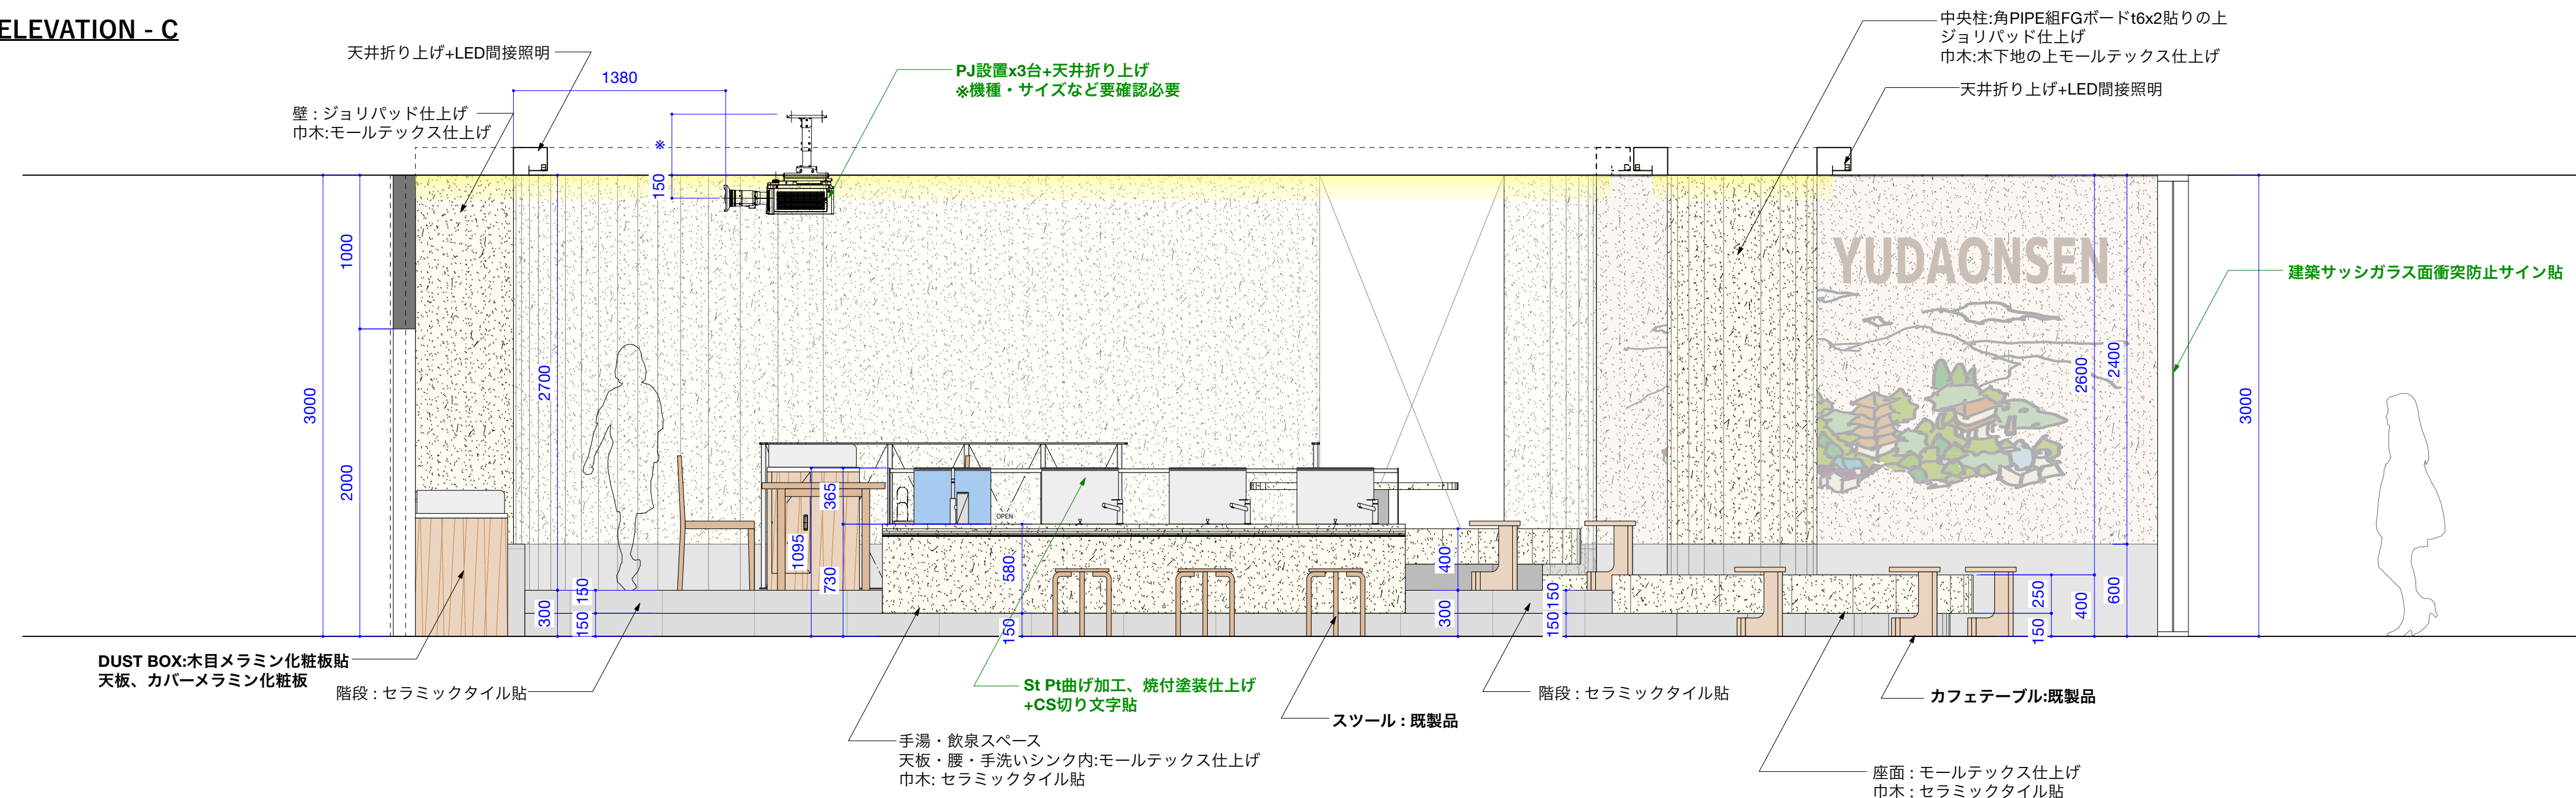 ELEVATION - C
天井折り上げ+LED間接照明
1380
壁 : ジョリパッド仕上げ
巾木:モールテックス仕上げ
PJ設置x3台+天井折り上げ
※機種・サイズなど要確認必要
中央柱:角PIPE組FGボードt6x2貼りの上
ジョリパッド仕上げ
巾木:木下地の上モールテックス仕上げ
天井折り上げ+LED間接照明
※
150
1000
2000
3000
2700
YUDAONSEN
2600
2400
3000
建築サッシガラス面衝突防止サイン貼
365
OPEN
1095
730
580
150
300
150
150
400
300
150
150
250
150
400
600
DUST BOX:木目メラミン化粧板貼
天板、カバーメラミン化粧板
階段 : セラミックタイル貼
St Pt曲げ加工、焼付塗装仕上げ
+CS切り文字貼
手湯・飲泉スペース
天板・腰・手洗いシンク内:モールテックス仕上げ
巾木: セラミックタイル貼
スツール : 既製品
階段 : セラミックタイル貼
カフェテーブル:既製品
座面 : モールテックス仕上げ
巾木 : セラミックタイル貼